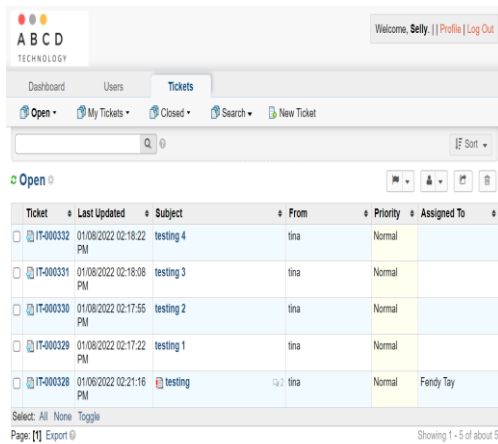 A B C D
TECHNOLOGY
Welcome, Selly. | | Profile | Log Out
Dashboard Users Tickets
Open My Tickets Closed Search New Ticket
Sort
Open
Ticket Last Updated Subject From Priority Assigned To
IT-000332 01/08/2022 02:18:22 PM testing 4 tina Normal
IT-000331 01/08/2022 02:18:08 PM testing 3 tina Normal
IT-000330 01/08/2022 02:17:55 PM testing 2 tina Normal
IT-000329 01/08/2022 02:17:22 PM testing 1 tina Normal
IT-000328 01/06/2022 02:21:16 PM testing 2 tina Normal Fendy Tay
Select: All None Toggle
Page: [1] Export Showing 1 - 5 of about 5